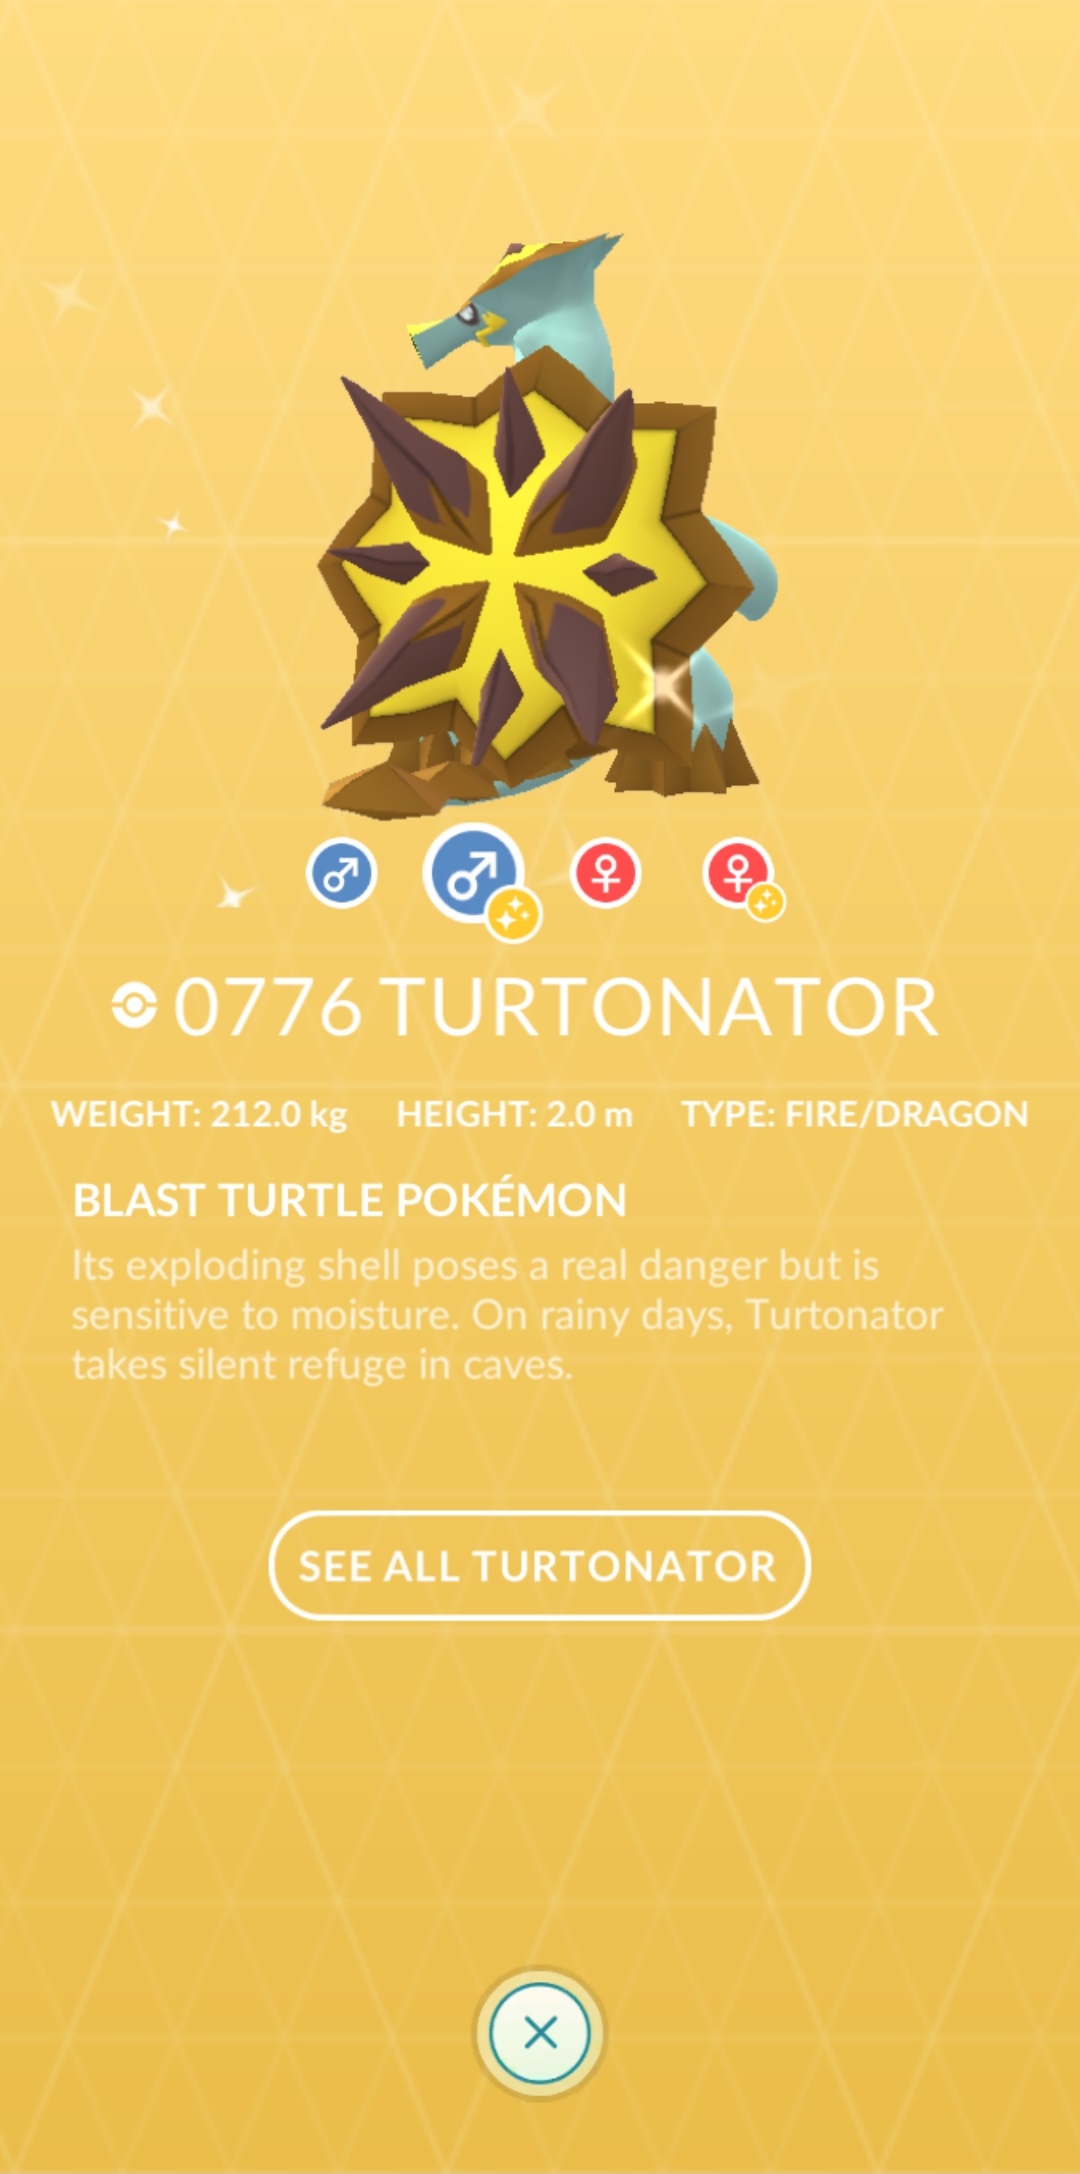 0776 TURTONATOR
WEIGHT: 212.0 kg HEIGHT: 2.0 m TYPE: FIRE/DRAGON
BLAST TURTLE POKÉMON
Its exploding shell poses a real danger but is
sensitive to moisture. On rainy days, Turtonator
takes silent refuge in caves.
SEE ALL TURTONATOR